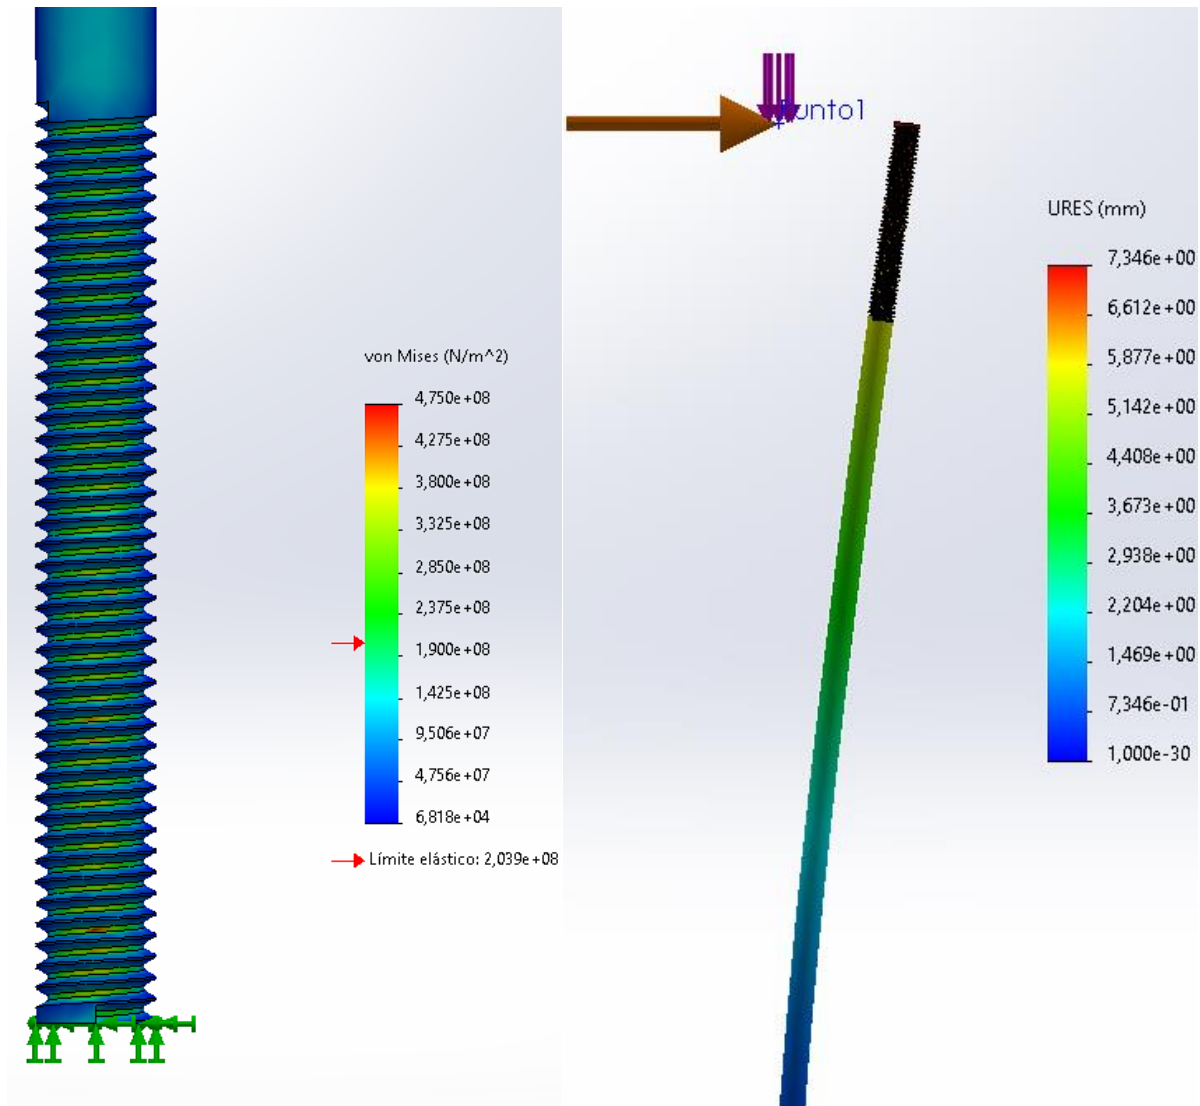 von Mises (N/m^2)
4,750e+08
4,275e+08
3,800e+08
3,325e+08
2,850e+08
2,375e+08
1,900e+08
1,425e+08
9,506e+07
4,756e+07
6,818e+04
Límite elástico: 2,039e+08
Punto1
URES (mm)
7,346e+00
6,612e+00
5,877e+00
5,142e+00
4,408e+00
3,673e+00
2,938e+00
2,204e+00
1,469e+00
7,346e-01
1,000e-30